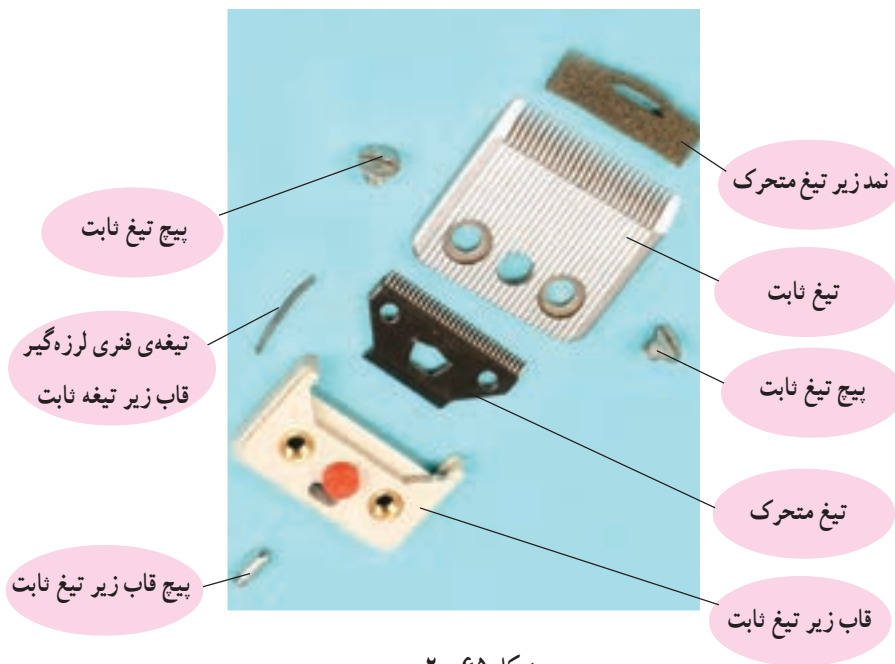 نمد زیر تیغ متحرک
پیچ تیغ ثابت
تیغ ثابت
تیغه‌ی فنری لرزه‌گیر
قاب زیر تیغه ثابت
پیچ تیغ ثابت
تیغ متحرک
پیچ قاب زیر تیغ ثابت
قاب زیر تیغ ثابت